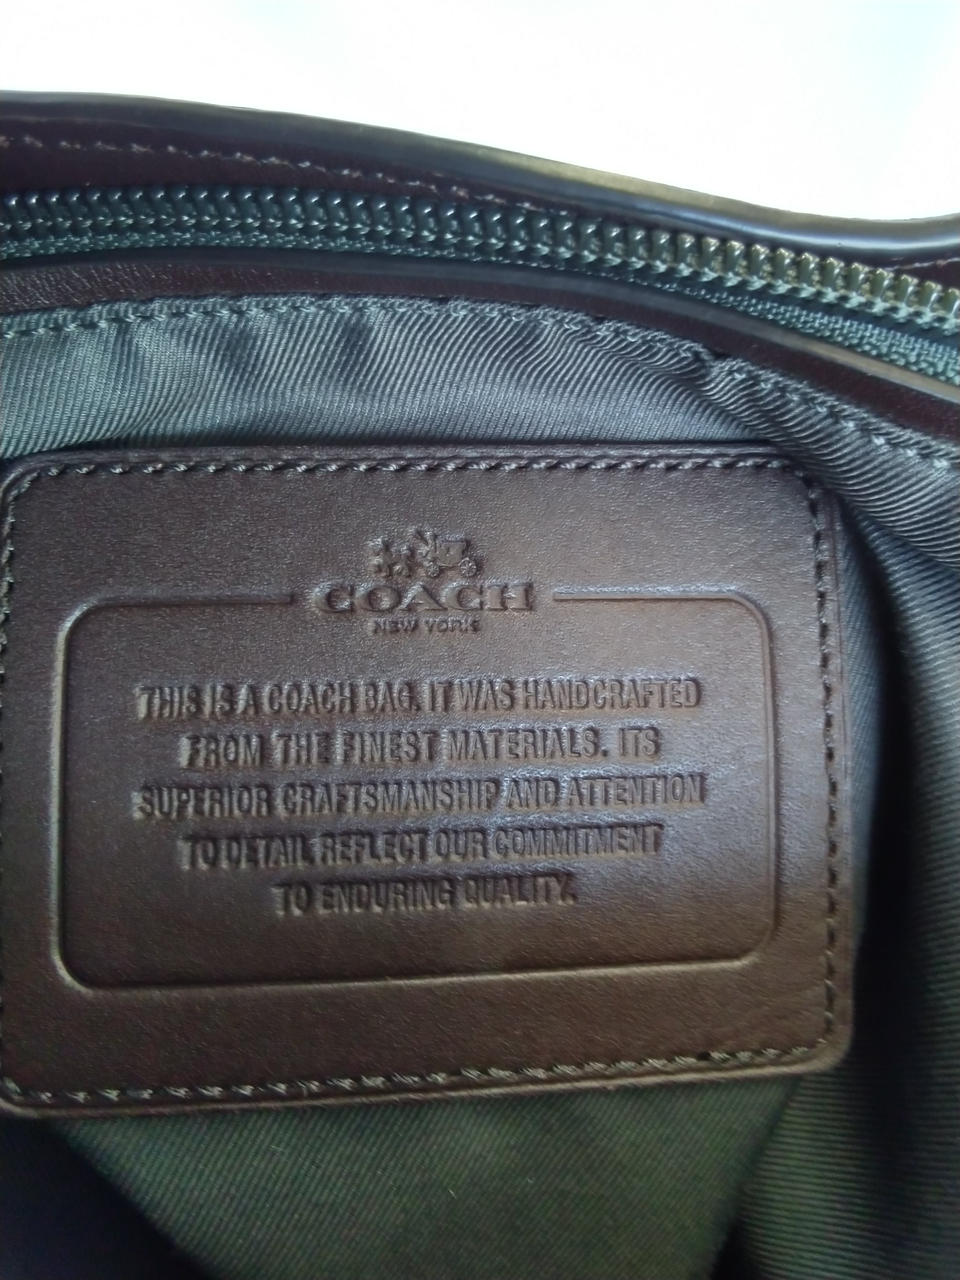 COACH
NEW YORK
THIS IS A COACH BAG. IT WAS HANDCRAFTED
FROM THE FINEST MATERIALS. ITS
SUPERIOR CRAFTSMANSHIP AND ATTENTION
TO DETAIL REFLECT OUR COMMITMENT
TO ENDURING QUALITY.